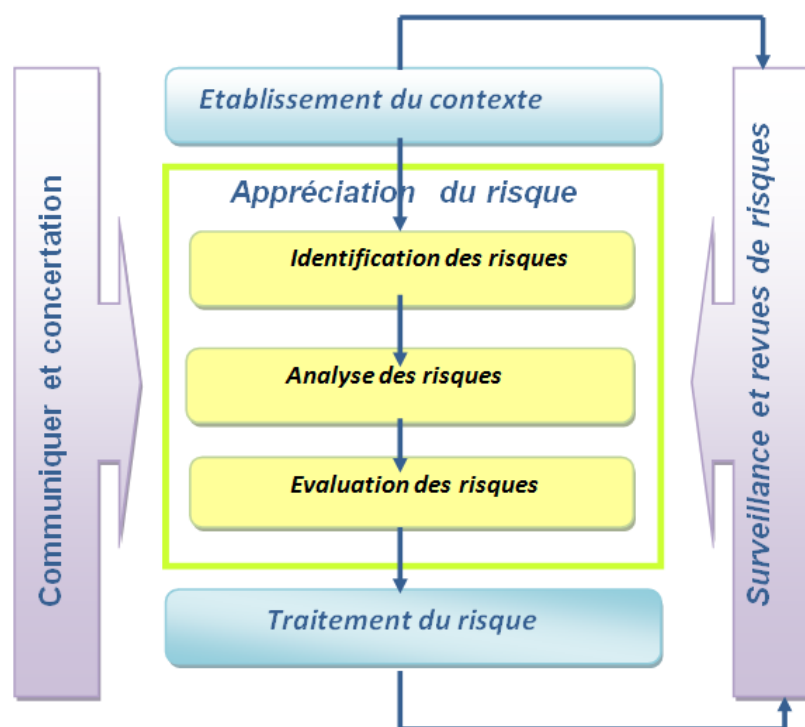 Etablissement du contexte
Communiquer et concertation
Appréciation du risque
Identification des risques
Analyse des risques
Evaluation des risques
Traitement du risque
Surveillance et revues de risques